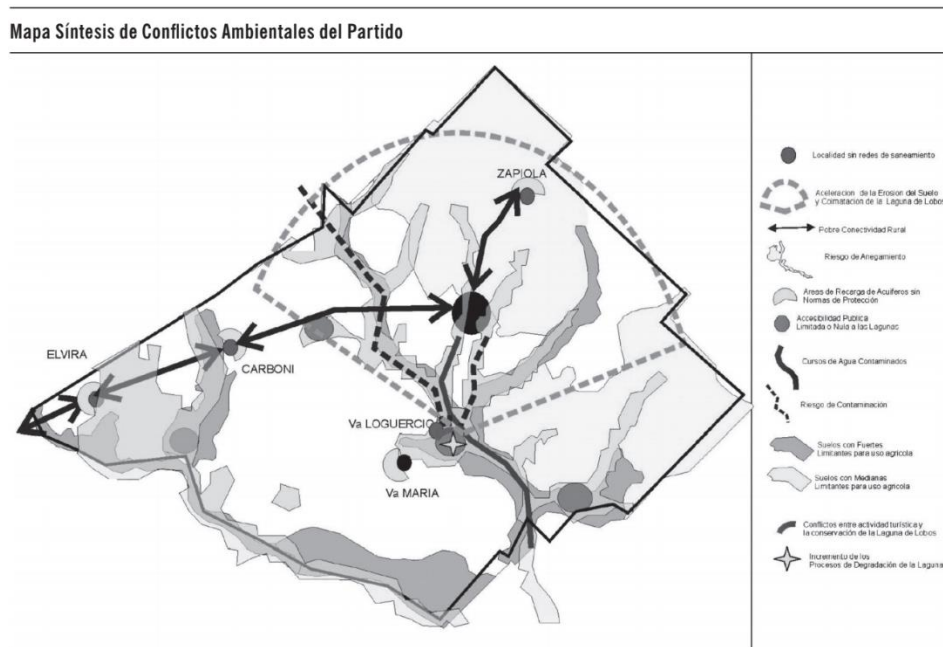 Mapa Síntesis de Conflictos Ambientales del Partido
ZAPIOLA
ELVIRA
CARBONI
Va LOGUERCIO
Va MARIA
Localidad sin redes de saneamiento
Aceleracion de la Erosion del Suelo
y Colmatacion de la Laguna de Lobos
Pobre Conectividad Rural
Riesgo de Anegamiento
Areas de Recarga de Acuiferos sin
Normas de Protección
Accesibilidad Publica
Limitada o Nula a las Lagunas
Cursos de Agua Contaminados
Riesgo de Contaminación
Suelos con Fuertes
Limitantes para uso agrícola
Suelos con Medianas
Limitantes para uso agrícola
Conflictos entre actividad turística y
la conservación de la Laguna de Lobos
Incremento de los
Procesos de Degradación de la Laguna